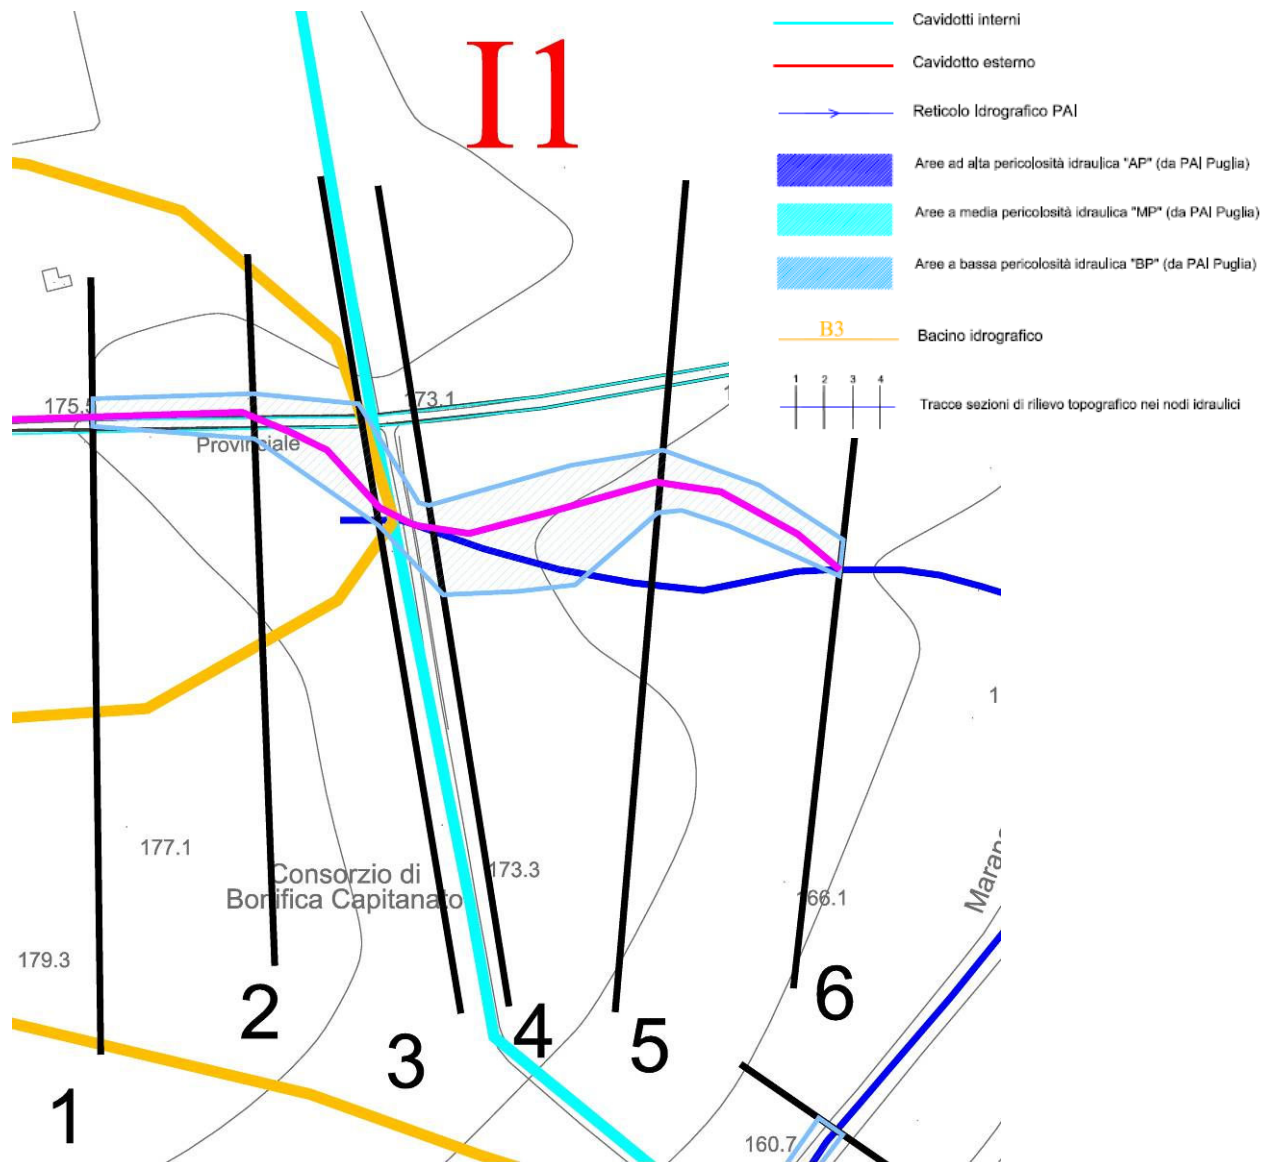 I1
Cavidotti interni
Cavidotto esterno
Reticolo Idrografico PAI
Aree ad alta pericolosità idraulica "AP" (da PAI Puglia)
Aree a media pericolosità idraulica "MP" (da PAI Puglia)
Aree a bassa pericolosità idraulica "BP" (da PAI Puglia)
B3
Bacino idrografico
1 2 3 4
Tracce sezioni di rilievo topografico nei nodi idraulici
173.1
Provinciale
1
177.1
Consorzio di
Bonifica Capitanato
173.3
166.1
179.3
1
2
3
4
5
6
160.7